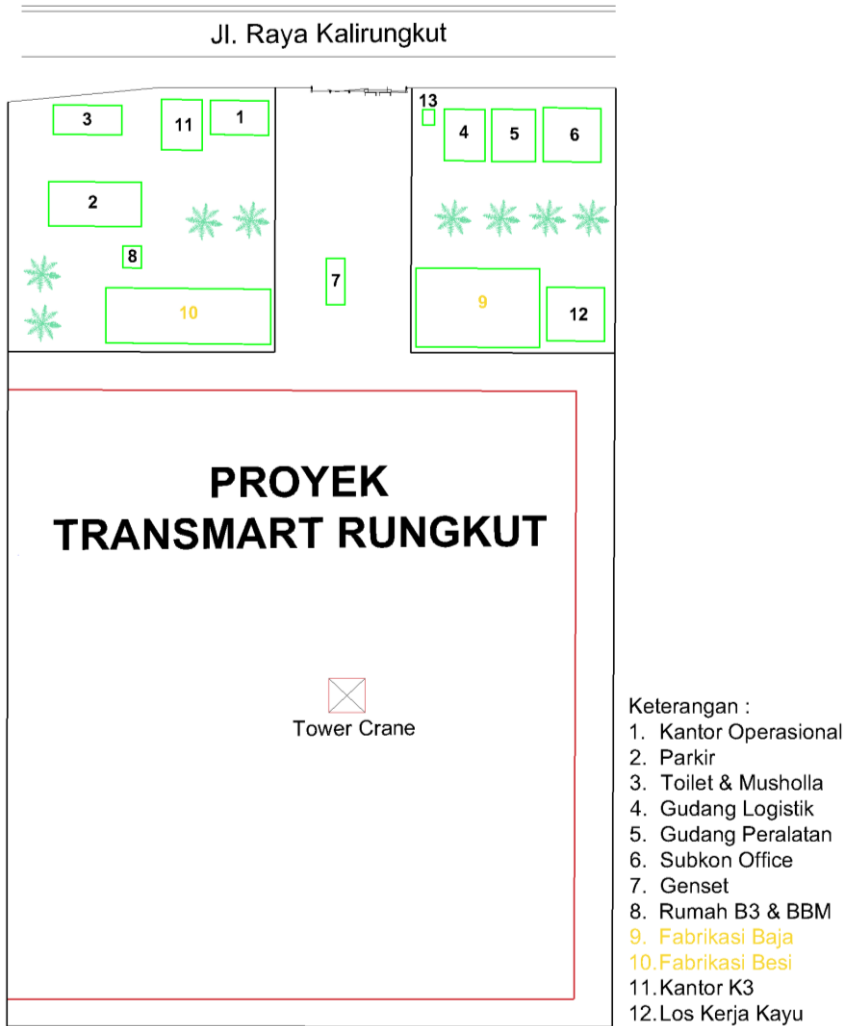 Jl. Raya Kalirungkut
13
3
11
1
4
5
6
2
8
7
10
9
12
PROYEK
TRANSMART RUNGKUT
Tower Crane
Keterangan :
1. Kantor Operasional
2. Parkir
3. Toilet & Musholla
4. Gudang Logistik
5. Gudang Peralatan
6. Subkon Office
7. Genset
8. Rumah B3 & BBM
9. Fabrikasi Baja
10.Fabrikasi Besi
11.Kantor K3
12.Los Kerja Kayu